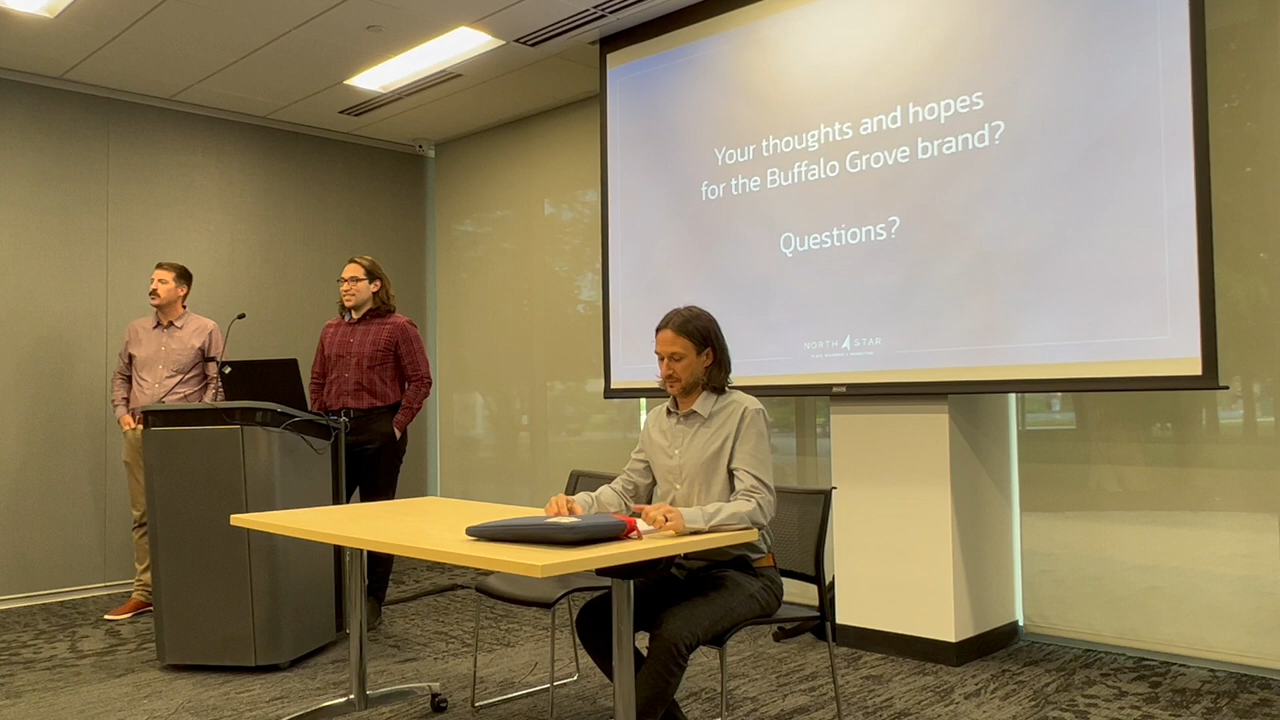 Your thoughts and hopes
for the Buffalo Grove brand?
Questions?
NORTH STAR